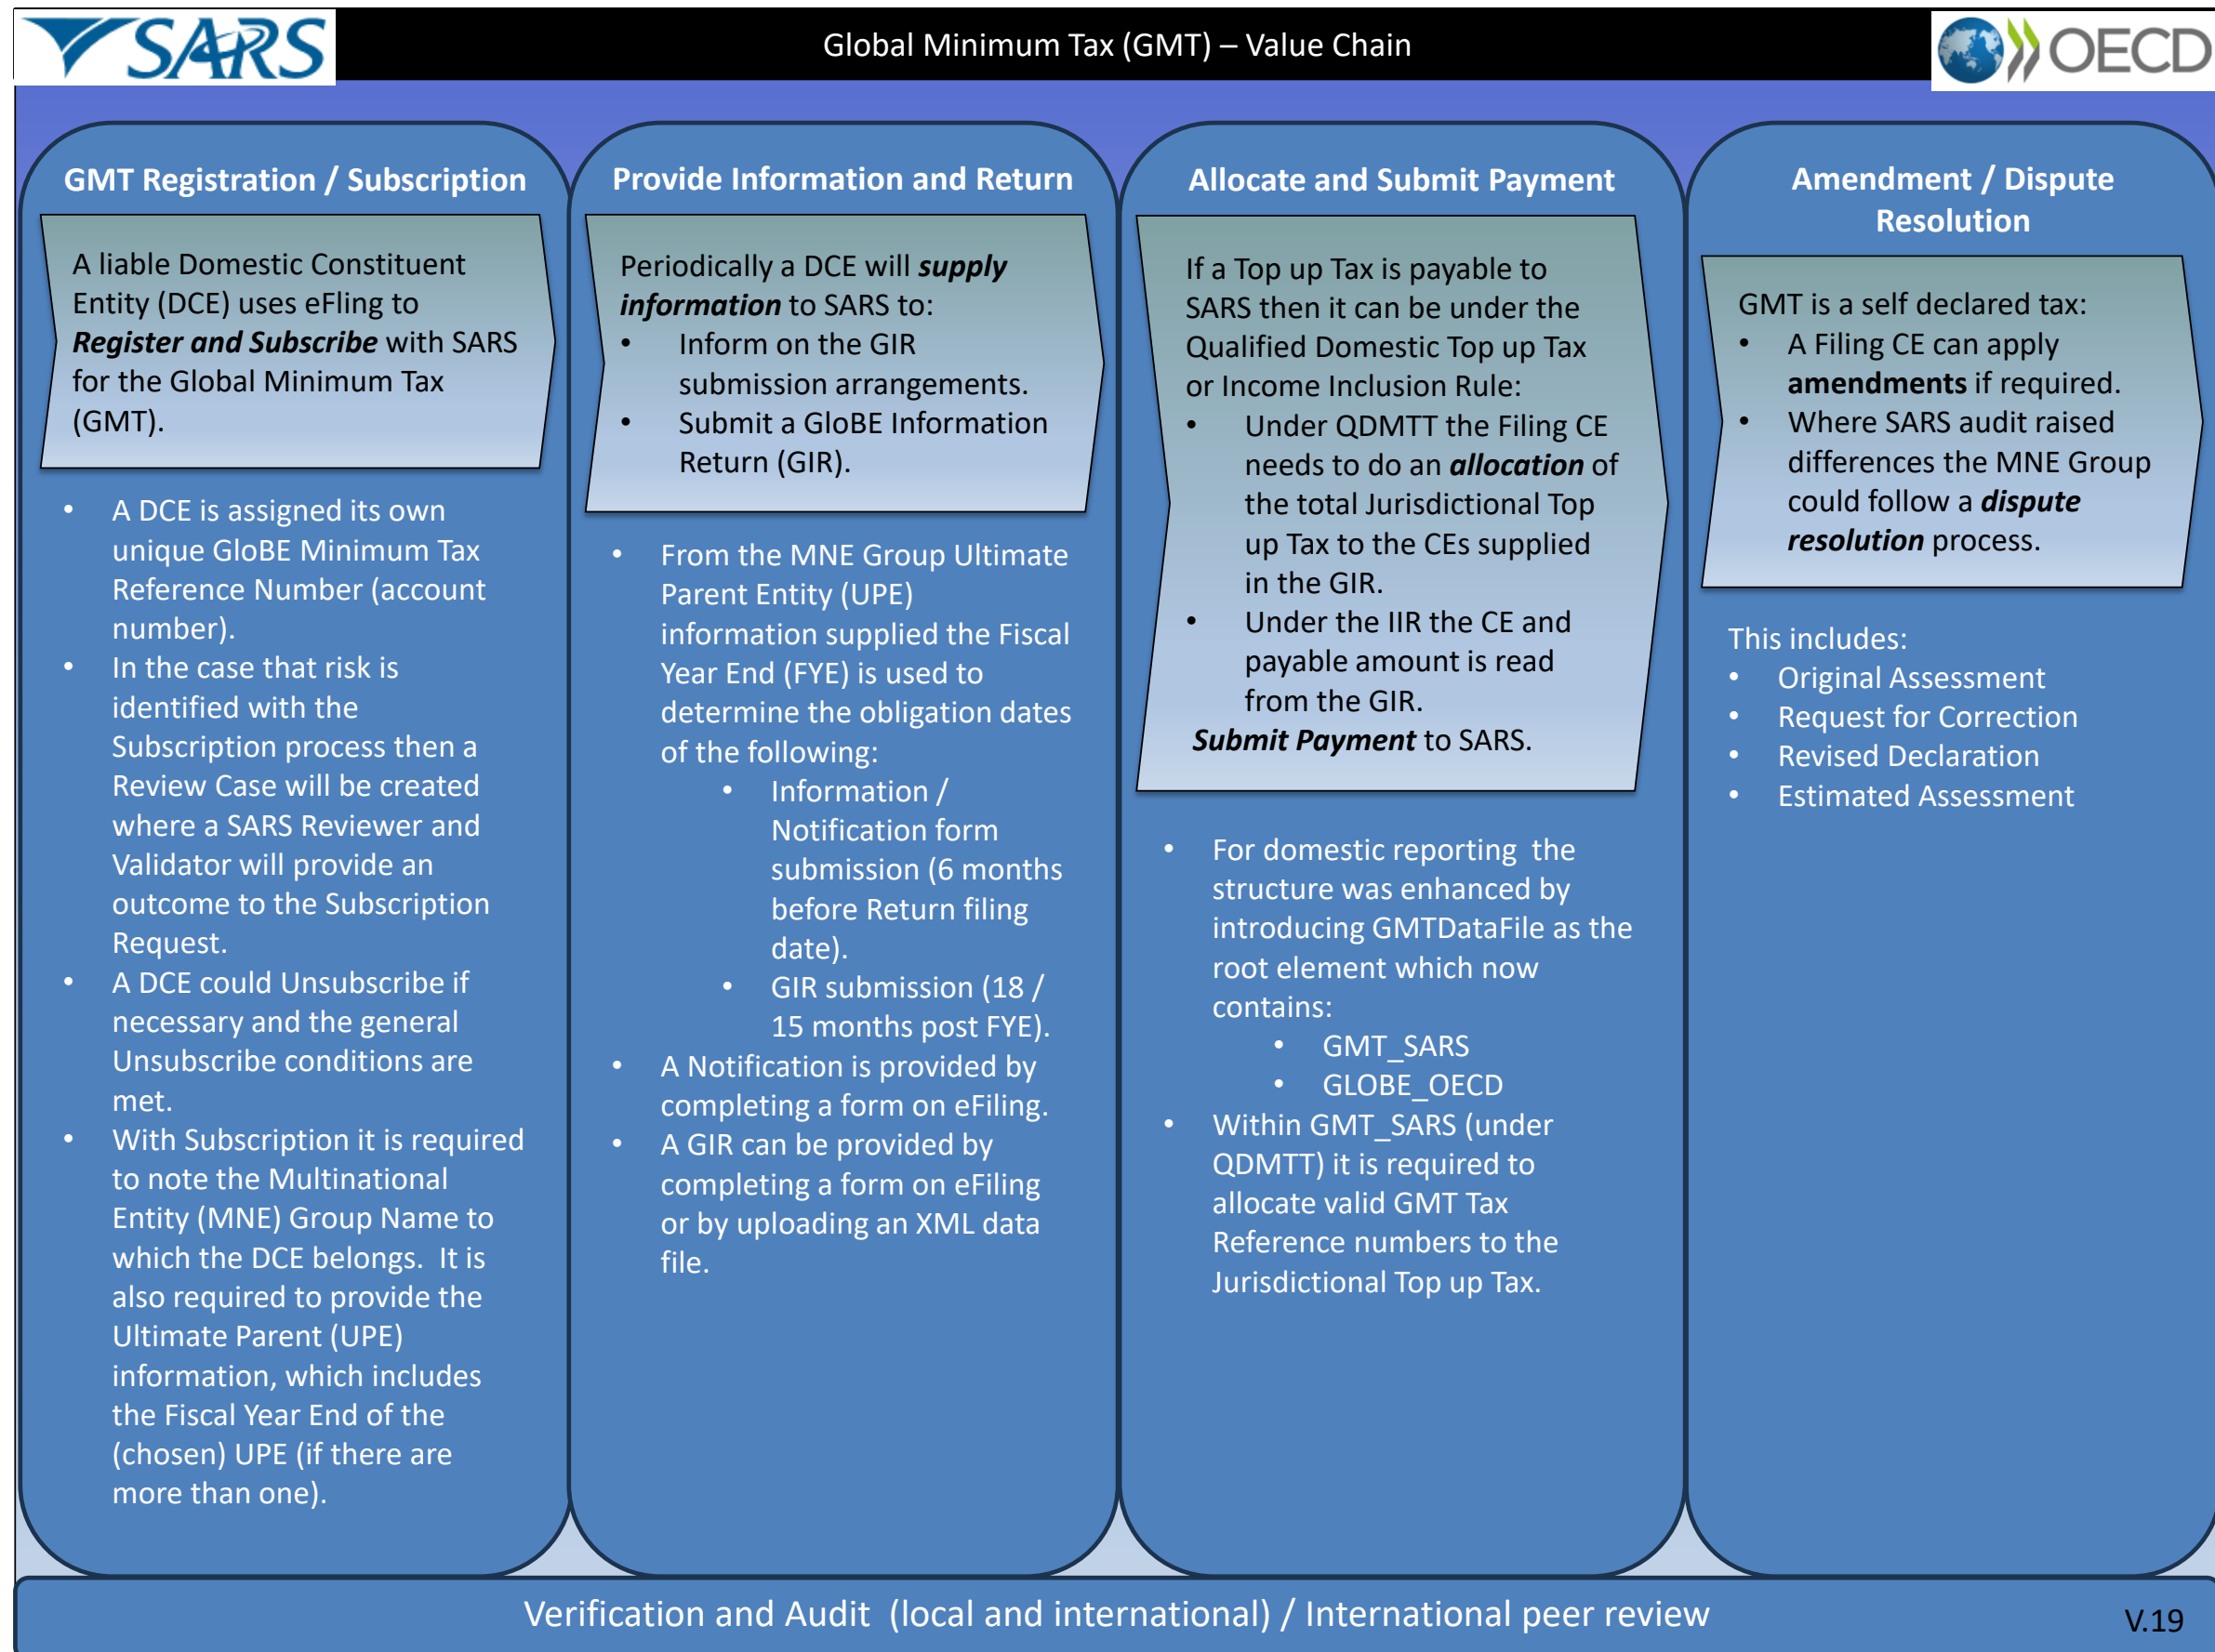 SARS
Global Minimum Tax (GMT) – Value Chain
OECD
GMT Registration / Subscription
A liable Domestic Constituent
Entity (DCE) uses eFling to
Register and Subscribe with SARS
for the Global Minimum Tax
(GMT).
• A DCE is assigned its own
unique GloBE Minimum Tax
Reference Number (account
number).
• In the case that risk is
identified with the
Subscription process then a
Review Case will be created
where a SARS Reviewer and
Validator will provide an
outcome to the Subscription
Request.
• A DCE could Unsubscribe if
necessary and the general
Unsubscribe conditions are
met.
• With Subscription it is required
to note the Multinational
Entity (MNE) Group Name to
which the DCE belongs.  It is
also required to provide the
Ultimate Parent (UPE)
information, which includes
the Fiscal Year End of the
(chosen) UPE (if there are
more than one).
Provide Information and Return
Periodically a DCE will supply
information to SARS to:
• Inform on the GIR
submission arrangements.
• Submit a GloBE Information
Return (GIR).
• From the MNE Group Ultimate
Parent Entity (UPE)
information supplied the Fiscal
Year End (FYE) is used to
determine the obligation dates
of the following:
• Information /
Notification form
submission (6 months
before Return filing
date).
• GIR submission (18 /
15 months post FYE).
• A Notification is provided by
completing a form on eFiling.
• A GIR can be provided by
completing a form on eFiling
or by uploading an XML data
file.
Allocate and Submit Payment
If a Top up Tax is payable to
SARS then it can be under the
Qualified Domestic Top up Tax
or Income Inclusion Rule:
• Under QDMTT the Filing CE
needs to do an allocation of
the total Jurisdictional Top
up Tax to the CEs supplied
in the GIR.
• Under the IIR the CE and
payable amount is read
from the GIR.
Submit Payment to SARS.
• For domestic reporting  the
structure was enhanced by
introducing GMTDataFile as the
root element which now
contains:
• GMT_SARS
• GLOBE_OECD
• Within GMT_SARS (under
QDMTT) it is required to
allocate valid GMT Tax
Reference numbers to the
Jurisdictional Top up Tax.
Amendment / Dispute
Resolution
GMT is a self declared tax:
• A Filing CE can apply
amendments if required.
• Where SARS audit raised
differences the MNE Group
could follow a dispute
resolution process.
This includes:
• Original Assessment
• Request for Correction
• Revised Declaration
• Estimated Assessment
Verification and Audit  (local and international) / International peer review
V.19